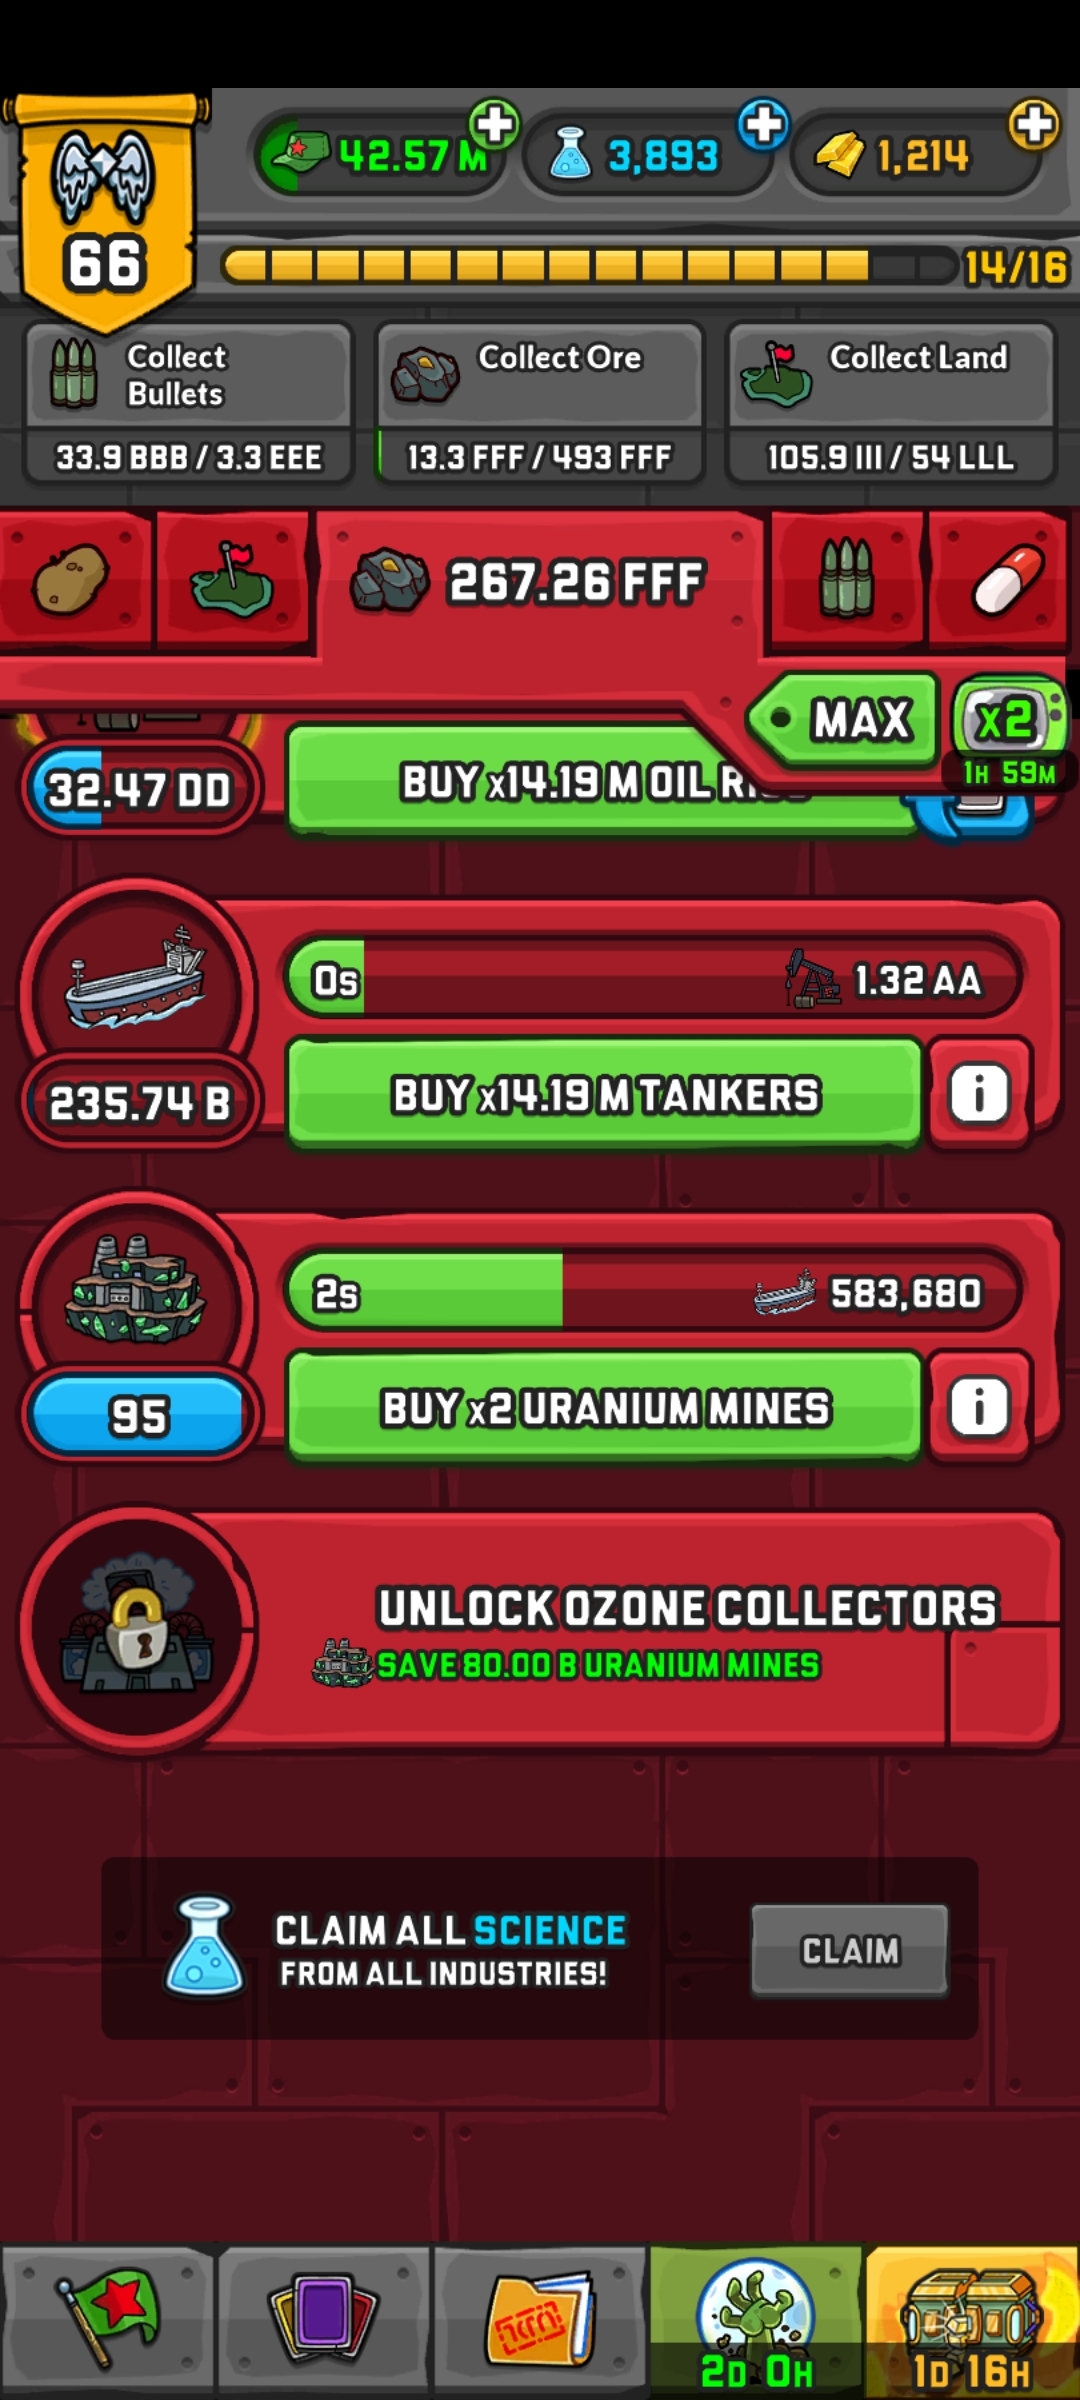 42.57 M
3,893
1,214
66
14/16
Collect
Bullets
33.9 BBB / 3.3 EEE
Collect Ore
13.3 FFF / 493 FFF
Collect Land
105.9 III / 54 LLL
267.26 FFF
MAX
x2
1H 59M
32.47 DD
BUY x14.19 M OIL
0s
1.32 AA
235.74 B
BUY x14.19 M TANKERS
i
2s
583,680
95
BUY x2 URANIUM MINES
i
UNLOCK OZONE COLLECTORS
SAVE 80.00 B URANIUM MINES
CLAIM ALL SCIENCE
FROM ALL INDUSTRIES!
CLAIM
2D 0H
1D 16H